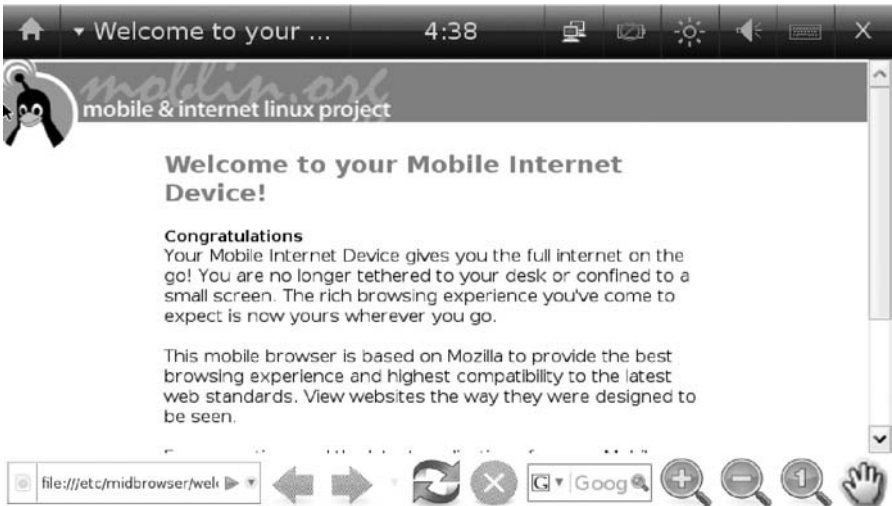 Welcome to your ...
4:38
moblin.org
mobile & internet linux project
Welcome to your Mobile Internet
Device!
Congratulations
Your Mobile Internet Device gives you the full internet on the
go! You are no longer tethered to your desk or confined to a
small screen. The rich browsing experience you've come to
expect is now yours wherever you go.
This mobile browser is based on Mozilla to provide the best
browsing experience and highest compatibility to the latest
web standards. View websites the way they were designed to
be seen.
file:///etc/midbrowser/wel
G Goog
1